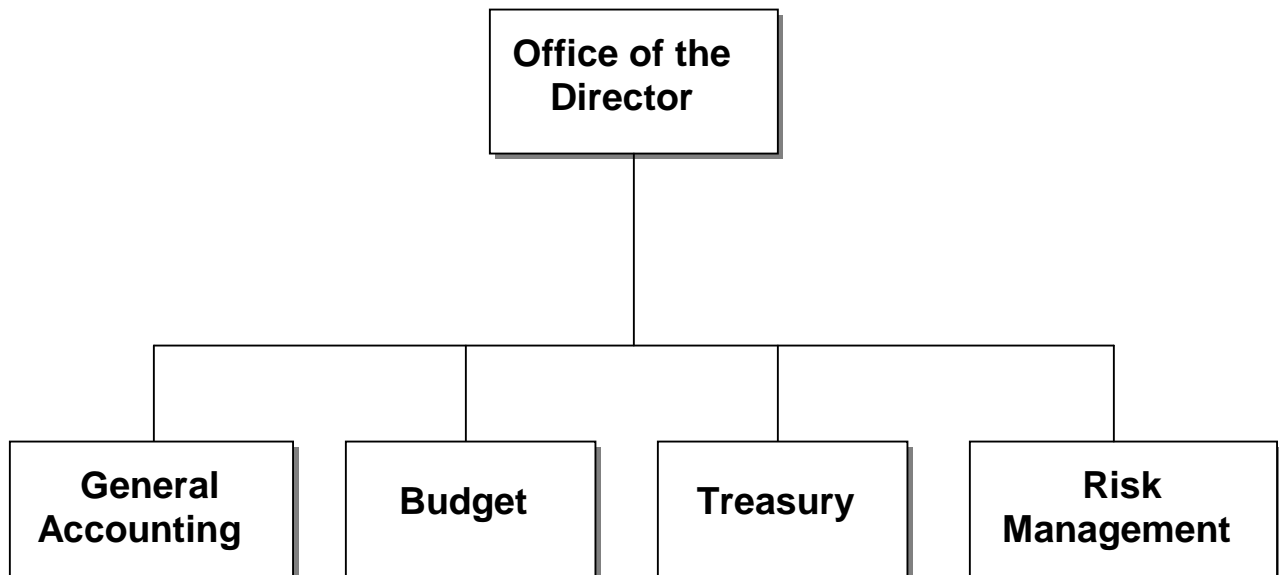 Office of the
Director
General
Accounting
Budget
Treasury
Risk
Management